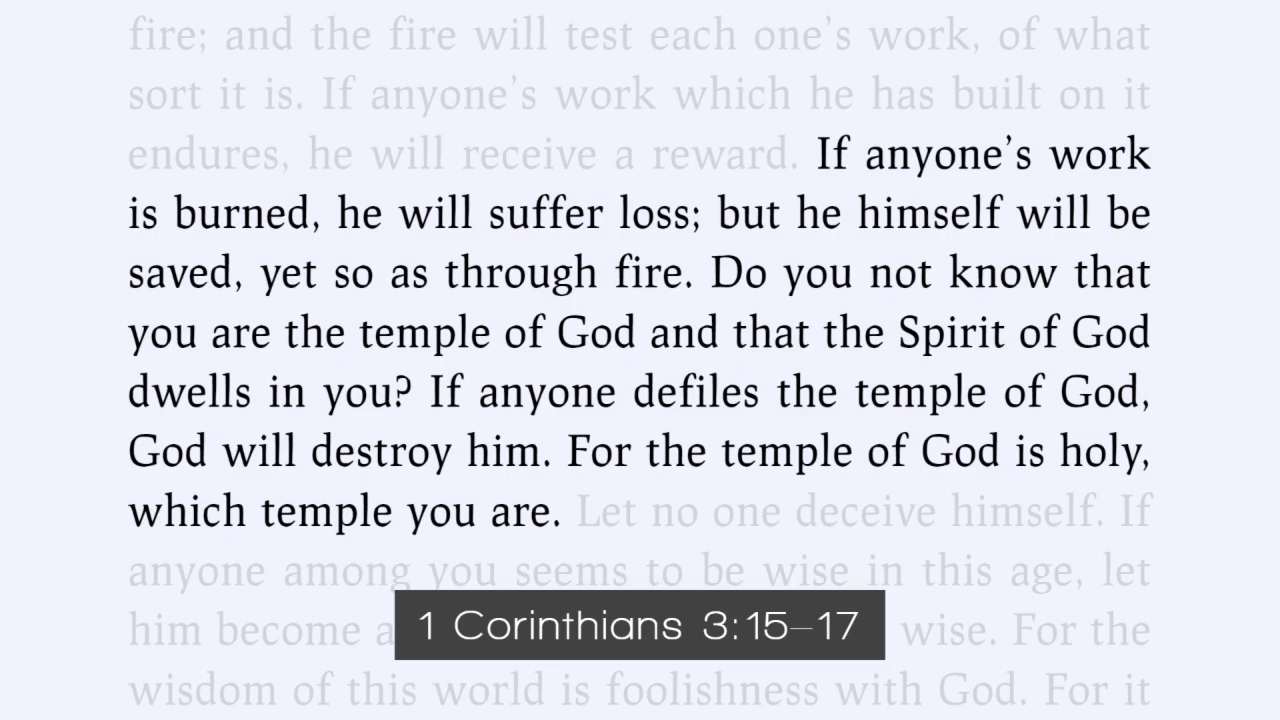 fire; and the fire will test each one’s work, of what
sort it is. If anyone’s work which he has built on it
endures, he will receive a reward. If anyone’s work
is burned, he will suffer loss; but he himself will be
saved, yet so as through fire. Do you not know that
you are the temple of God and that the Spirit of God
dwells in you? If anyone defiles the temple of God,
God will destroy him. For the temple of God is holy,
which temple you are. Let no one deceive himself. If
anyone among you seems to be wise in this age, let
him become a wise. For the
1 Corinthians 3:15–17
wisdom of this world is foolishness with God. For it